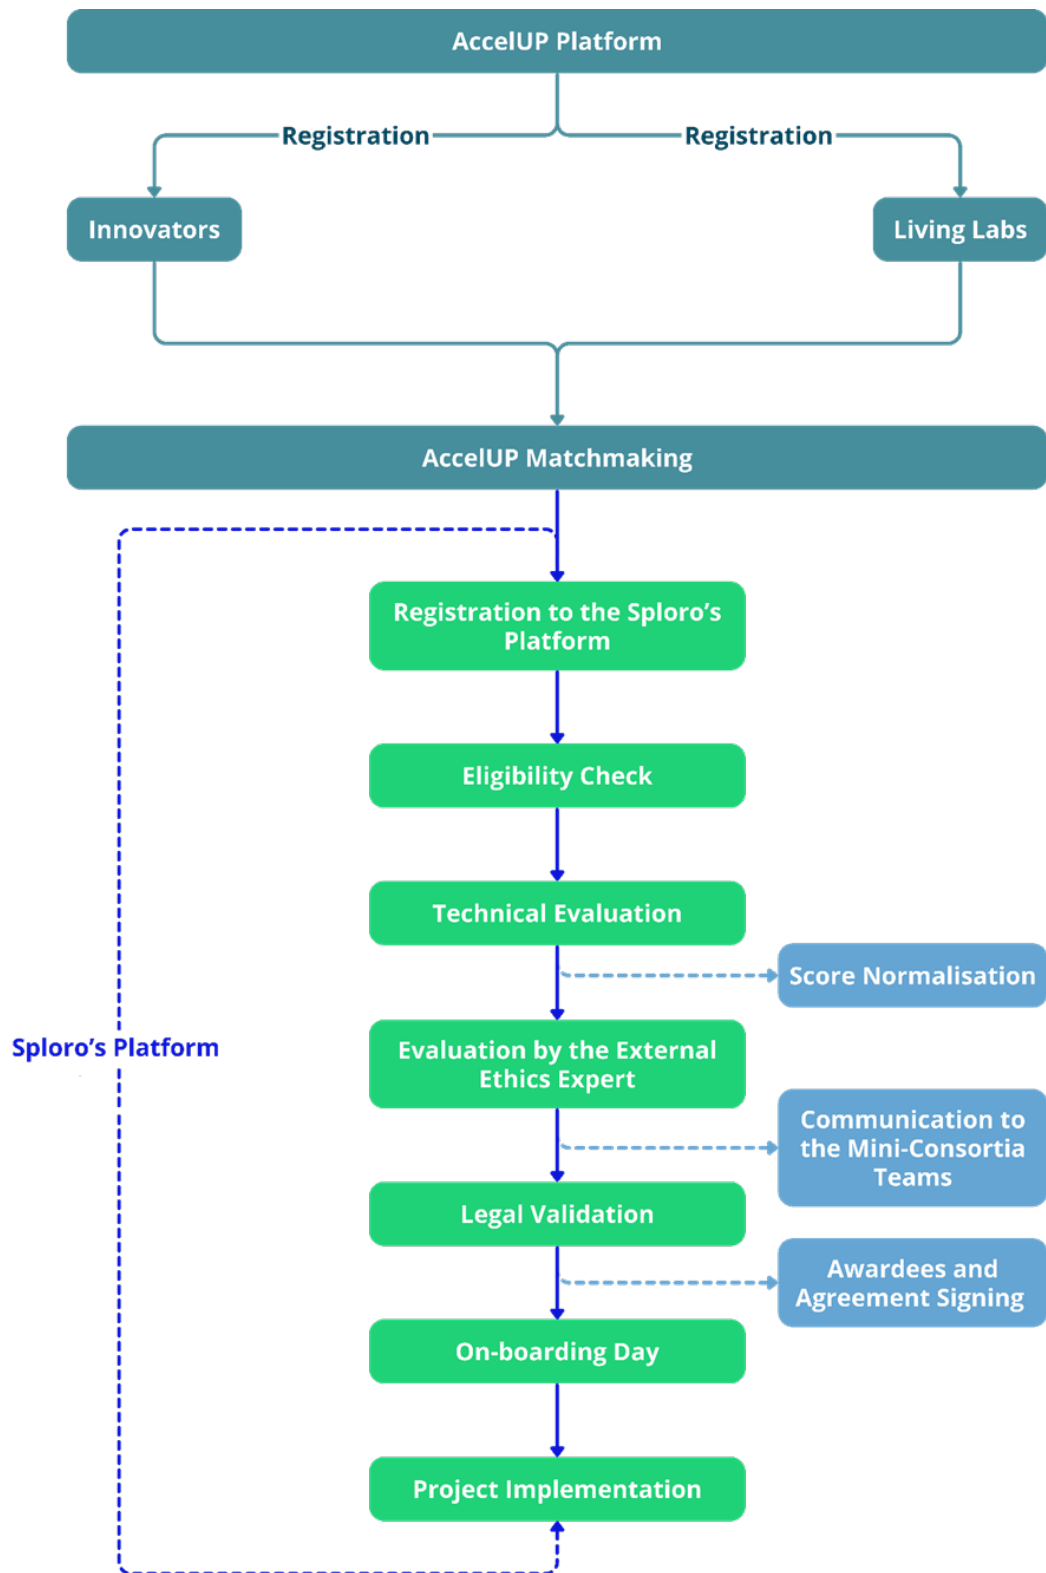 AccelUP Platform
Registration
Registration
Innovators
Living Labs
AccelUP Matchmaking
Registration to the Sploro’s
Platform
Eligibility Check
Technical Evaluation
Score Normalisation
Sploro’s Platform
Evaluation by the External
Ethics Expert
Communication to
the Mini-Consortia
Teams
Legal Validation
Awardees and
Agreement Signing
On-boarding Day
Project Implementation